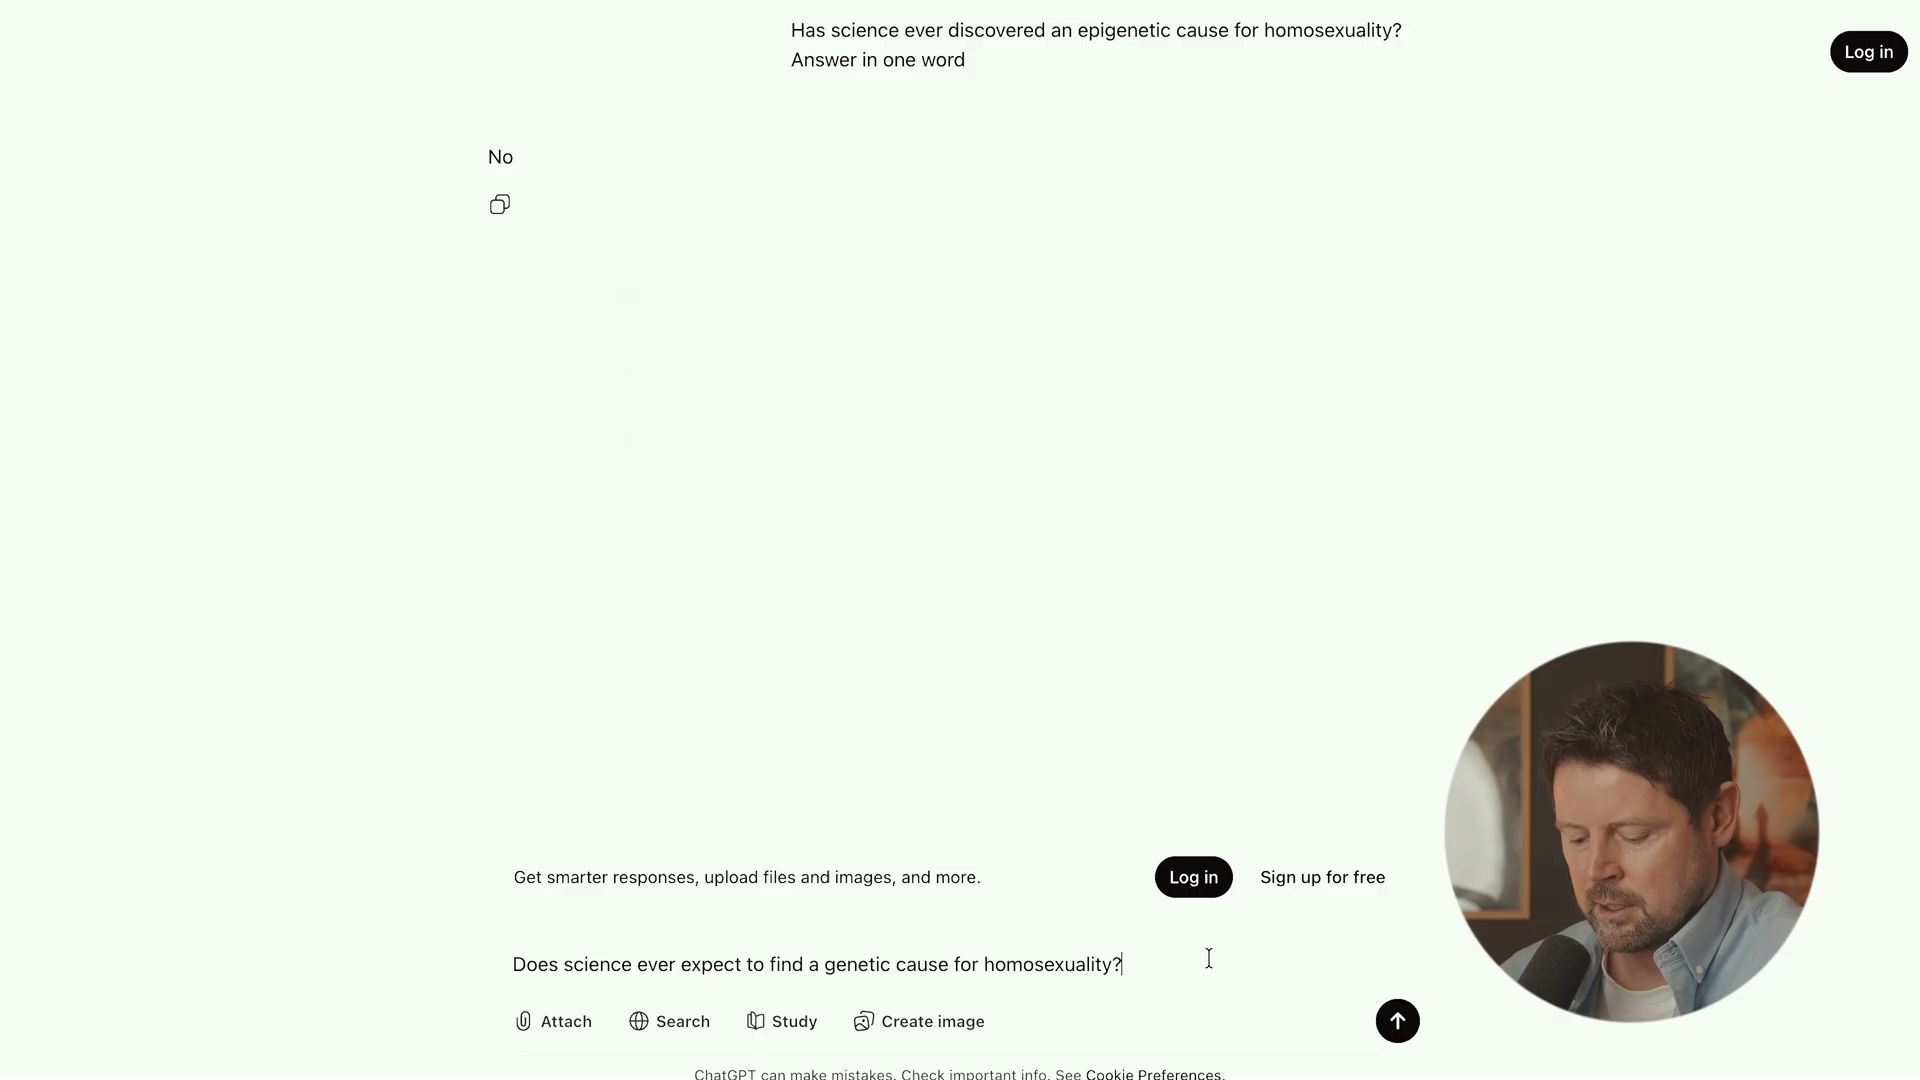 Has science ever discovered an epigenetic cause for homosexuality?
Answer in one word
Log in
No
Get smarter responses, upload files and images, and more.
Log in
Sign up for free
Does science ever expect to find a genetic cause for homosexuality?
Attach
Search
Study
Create image
ChatGPT can make mistakes. Check important info. See Cookie Preferences.